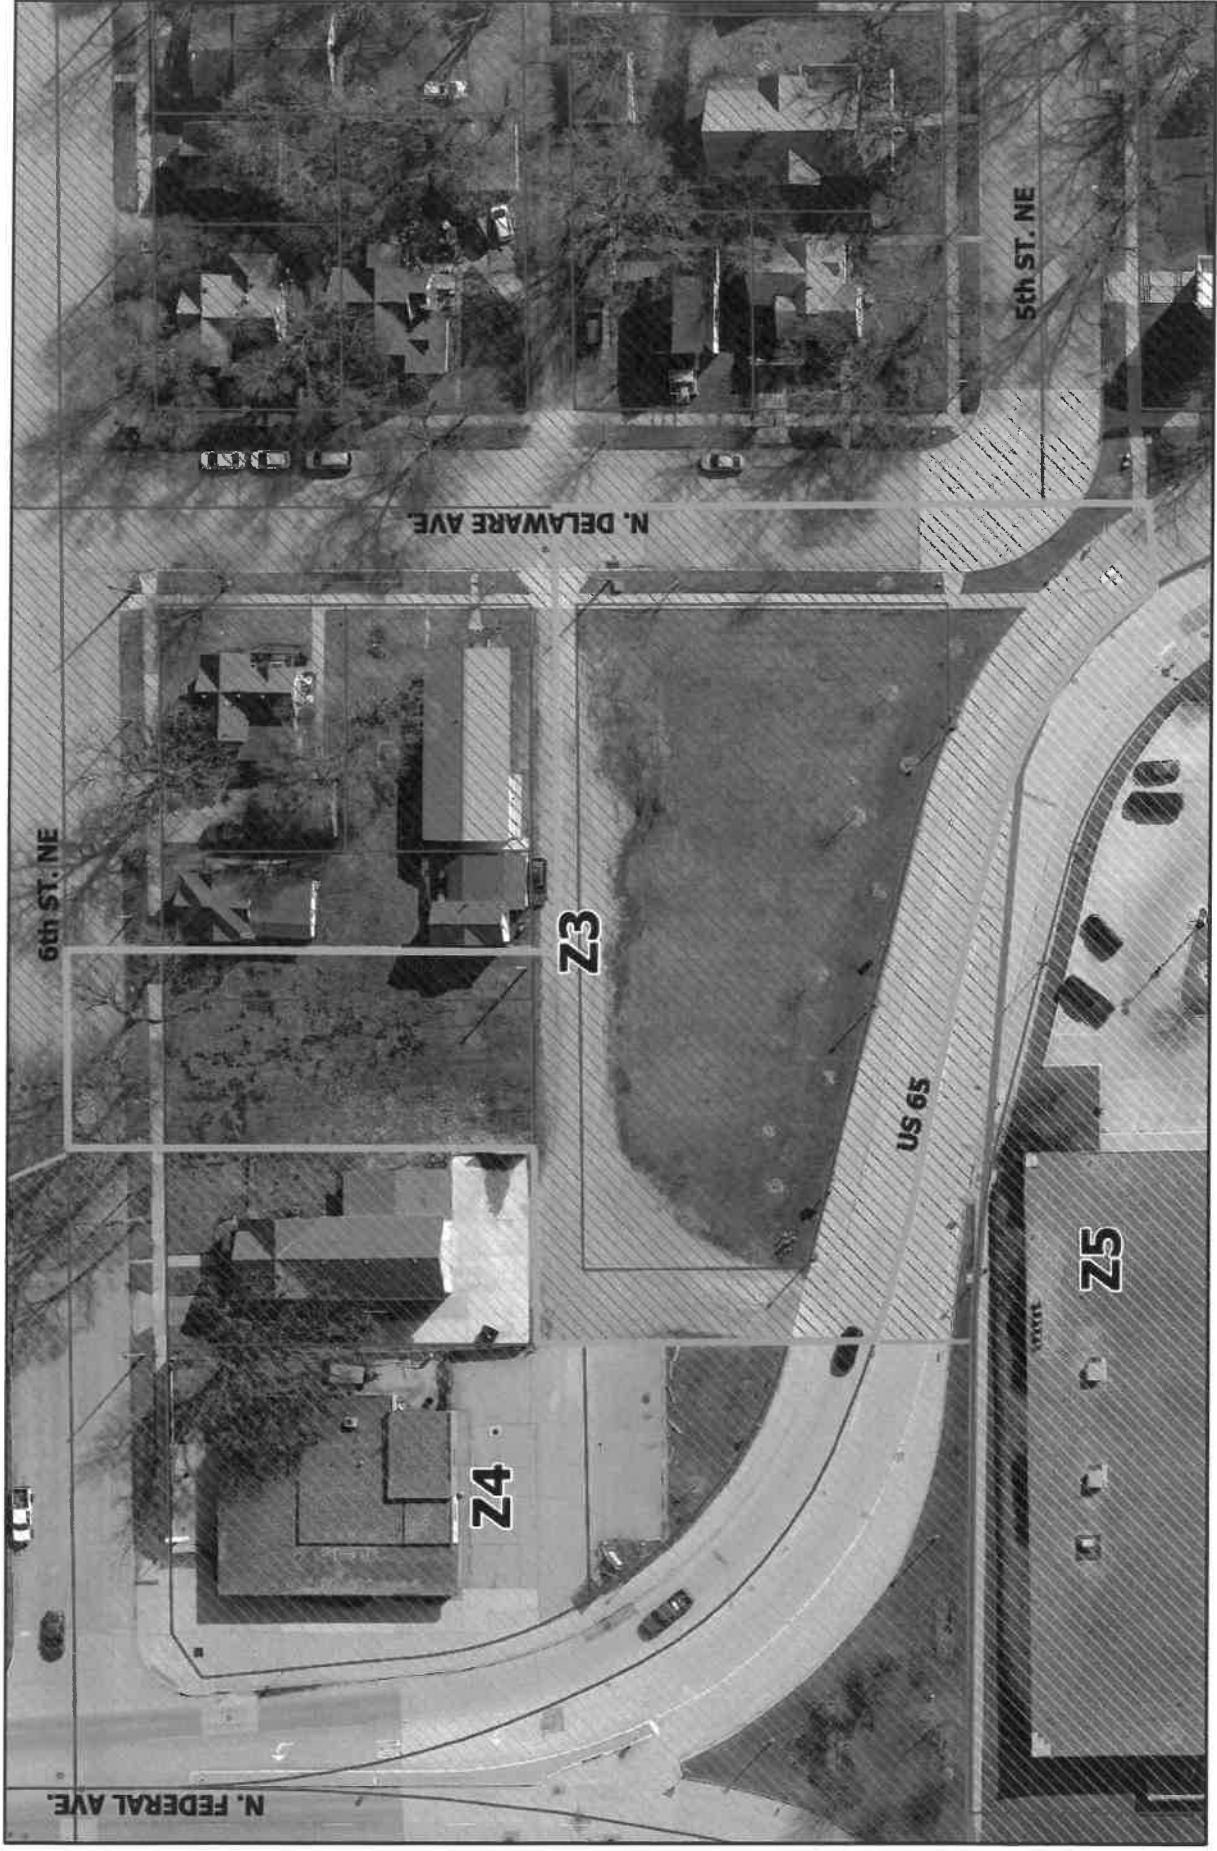 6th ST. NE
N. DELAWARE AVE.
5th ST. NE
Z3
US 65
Z4
Z5
N. FEDERAL AVE.